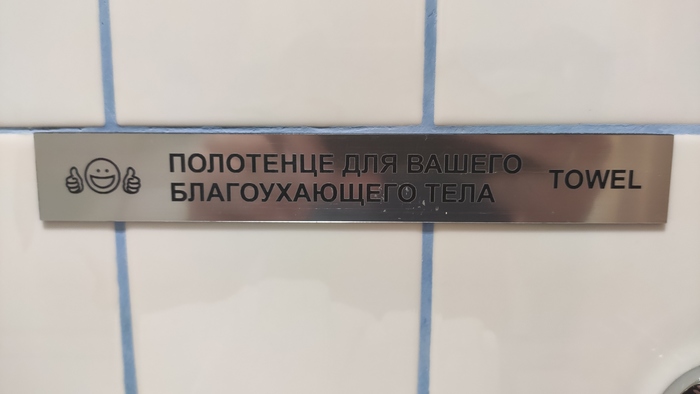 ПОЛОТЕНЦЕ ДЛЯ ВАШЕГО
БЛАГОУХАЮЩЕГО ТЕЛА
TOWEL